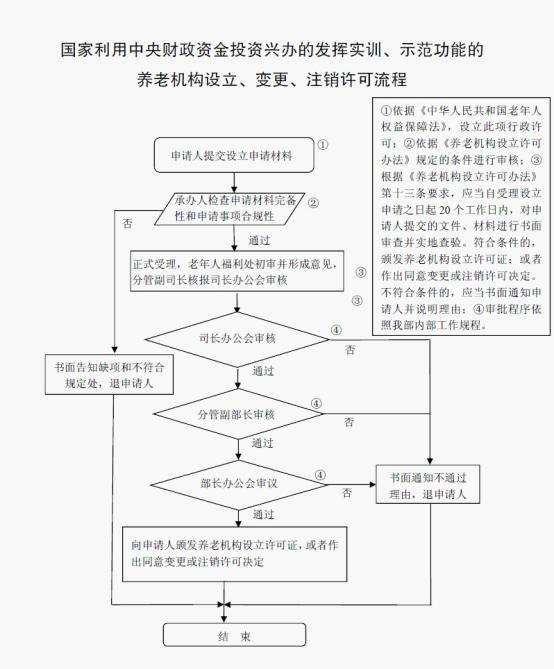 国家利用中央财政资金投资兴办的发挥实训、示范功能的
养老机构设立、变更、注销许可流程
①依据《中华人民共和国老年人
权益保障法》，设立此项行政许
可；②依据《养老机构设立许可
办法》规定的条件进行审核；③
根据《养老机构设立许可办法》
第十三条要求，应当自受理设立
申请之日起 20 个工作日内，对申
请人提交的文件、材料进行书面
审查并实地查验。符合条件的，
颁发养老机构设立许可证；或者
作出同意变更或注销许可决定。
不符合条件的，应当书面通知申
请人并说明理由；④审批程序依
照我部内部工作规程。
申请人提交设立申请材料
①
承办人检查申请材料完备
性和申请事项合规性
②
否
通过
正式受理，老年人福利处初审并形成意见，
分管副司长核报司长办公会审核
③
③
司长办公会审核
④
否
书面告知缺项和不符合
规定处，退申请人
通过
分管副部长审核
④
否
通过
部长办公会审议
④
否
书面通知不通过
理由，退申请人
通过
向申请人颁发养老机构设立许可证，或者作
出同意变更或注销许可决定
结 束